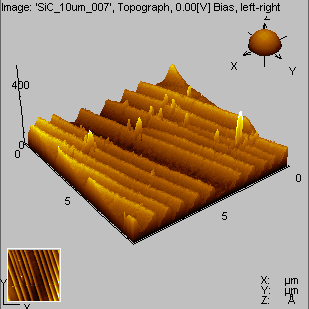 Image: 'SiC_10um_007', Topograph, 0.00[V] Bias, left-right
Z
X
Y
400
0
0
0
5
5
X: µm
Y: µm
Z: Å
Y
X